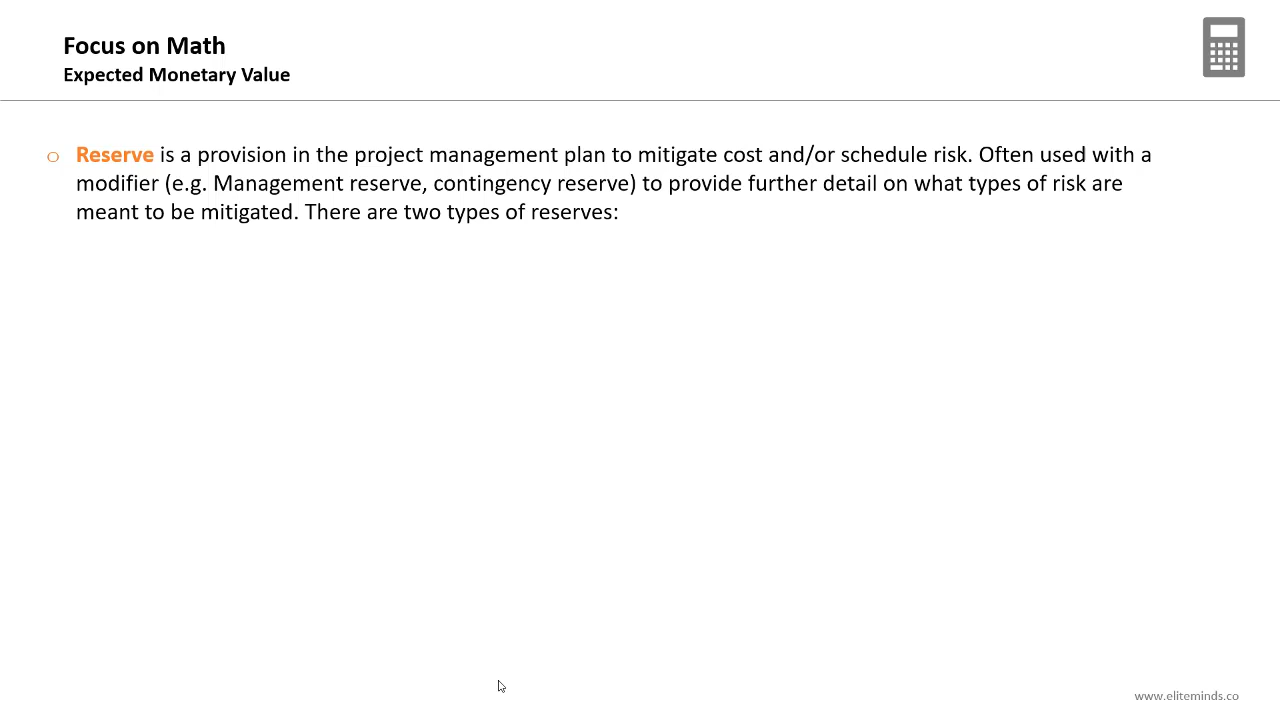 Focus on Math
Expected Monetary Value
Reserve is a provision in the project management plan to mitigate cost and/or schedule risk. Often used with a
modifier (e.g. Management reserve, contingency reserve) to provide further detail on what types of risk are
meant to be mitigated. There are two types of reserves:
www.eliteminds.co